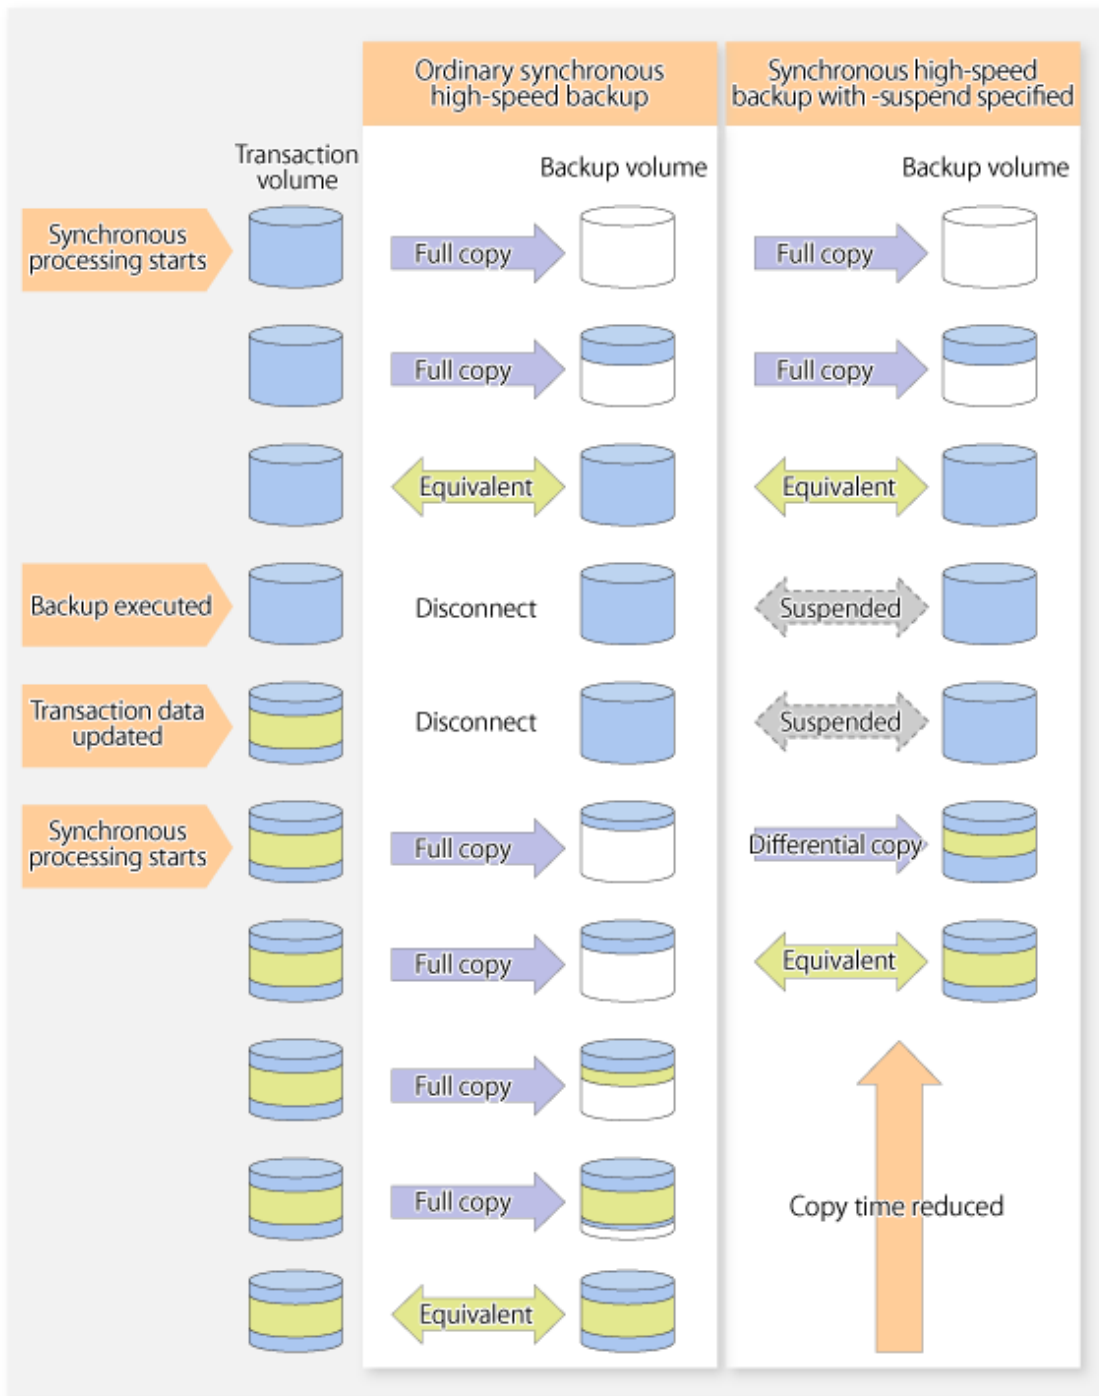 Ordinary synchronous
high-speed backup
Synchronous high-speed
backup with -suspend specified
Transaction
volume
Backup volume
Backup volume
Synchronous
processing starts
Full copy
Full copy
Full copy
Full copy
Equivalent
Equivalent
Backup executed
Disconnect
Suspended
Transaction data
updated
Disconnect
Suspended
Synchronous
processing starts
Full copy
Differential copy
Full copy
Equivalent
Full copy
Full copy
Copy time reduced
Equivalent